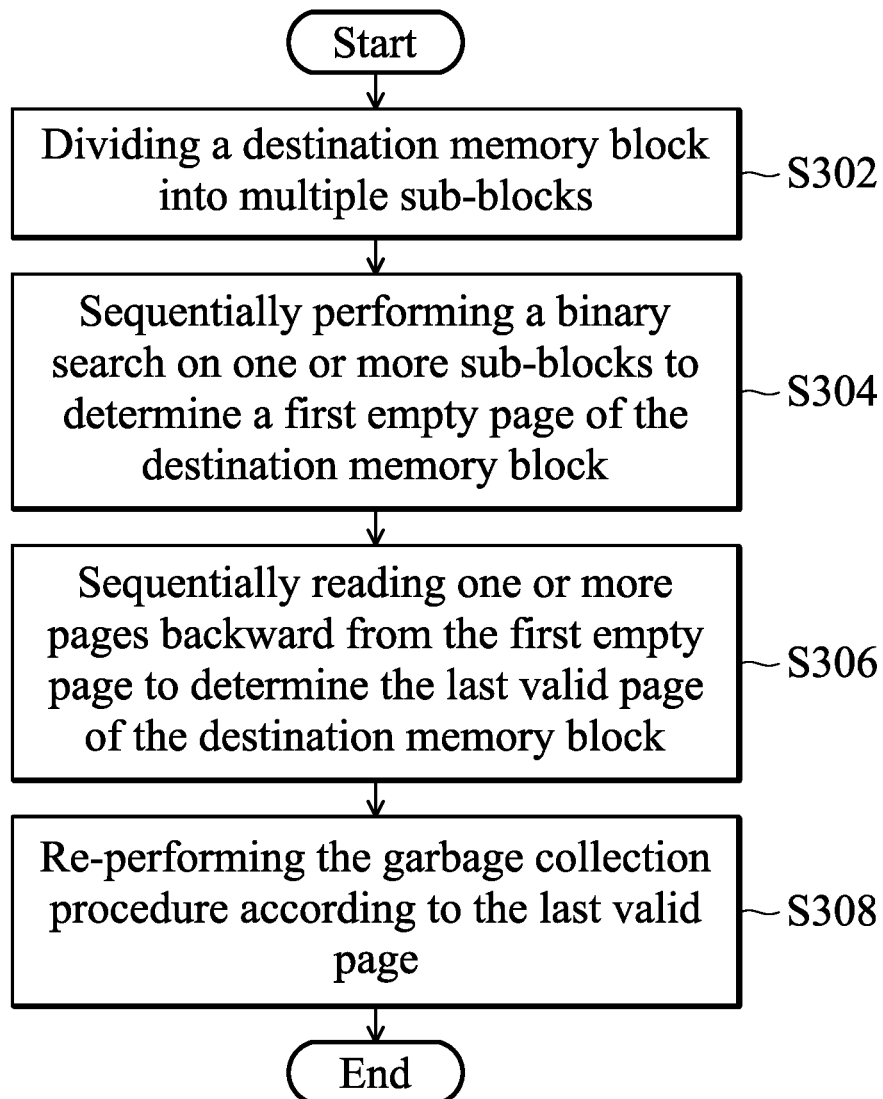 Start
Dividing a destination memory block
into multiple sub-blocks
S302
Sequentially performing a binary
search on one or more sub-blocks to
determine a first empty page of the
destination memory block
S304
Sequentially reading one or more
pages backward from the first empty
page to determine the last valid page
of the destination memory block
S306
Re-performing the garbage collection
procedure according to the last valid
page
S308
End